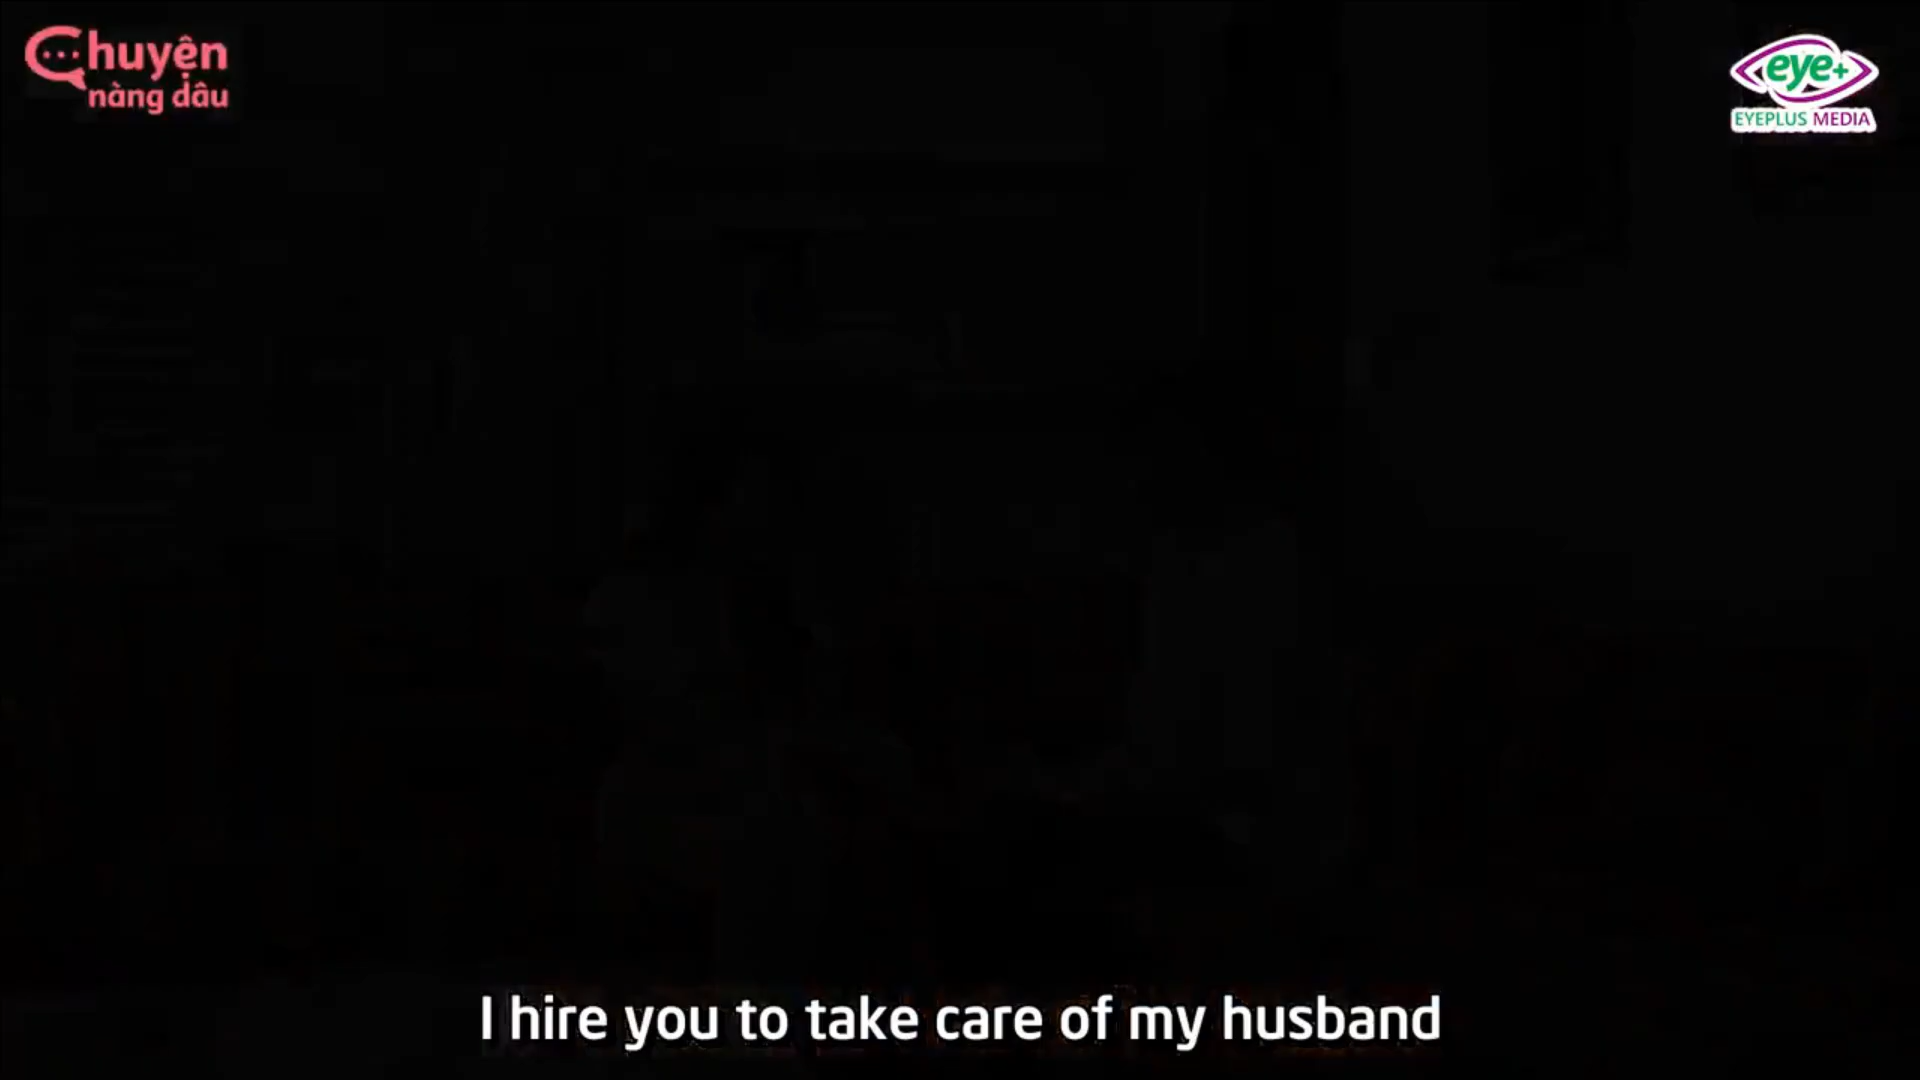 Chuyện
nàng dâu
eye+
EYEPLUS MEDIA
I hire you to take care of my husband